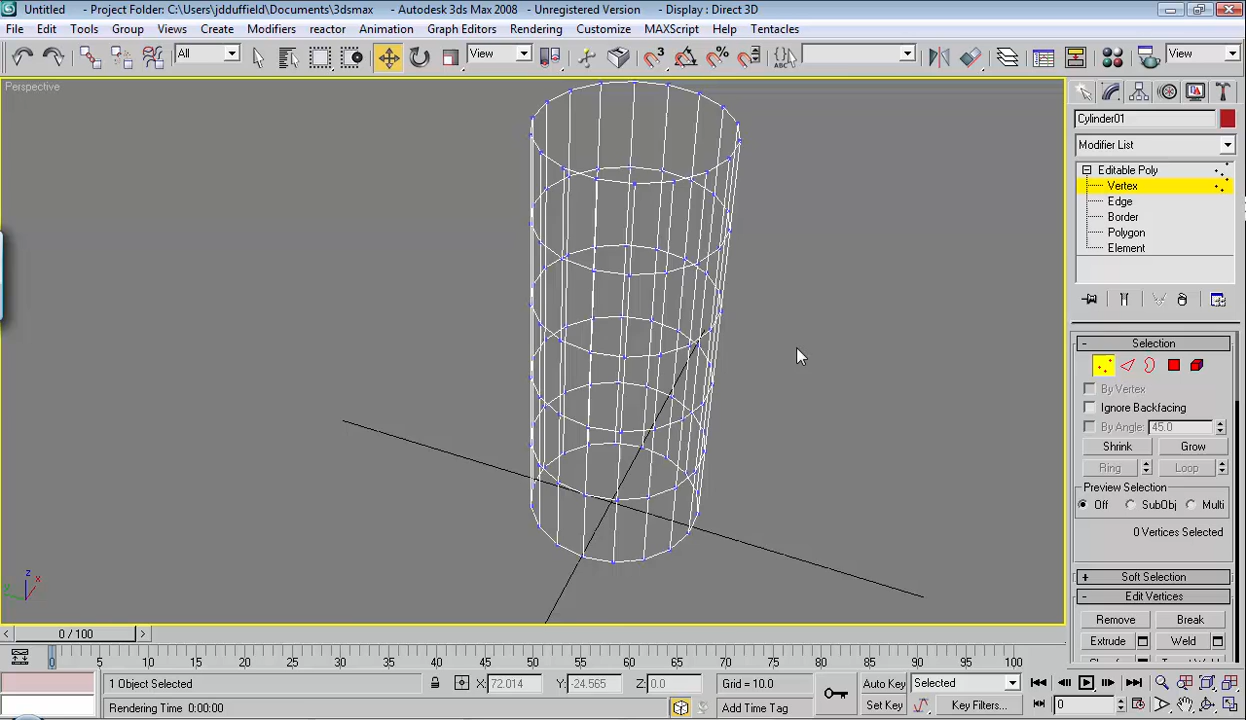 Untitled - Project Folder: C:\Users\jdduffield\Documents\3dsmax - Autodesk 3ds Max 2008 - Unregistered Version - Display : Direct 3D
File Edit Tools Group Views Create Modifiers reactor Animation Graph Editors Rendering Customize MAXScript Help Tentacles
All View 3 View
Perspective
Cylinder01
Modifier List
Editable Poly
Vertex
Edge
Border
Polygon
Element
- Selection
By Vertex
Ignore Backfacing
By Angle: 45.0
Shrink Grow
Ring Loop
Preview Selection
Off SubObj Multi
0 Vertices Selected
+ Soft Selection
- Edit Vertices
Remove Break
Extrude Weld
z x y
< 0 / 100 >
0 5 10 15 20 25 30 35 40 45 50 55 60 65 70 75 80 85 90 95 100
1 Object Selected X: 72.014 Y: -24.565 Z: 0.0 Grid = 10.0 Auto Key Selected
Rendering Time 0:00:00 Add Time Tag Set Key Key Filters... 0